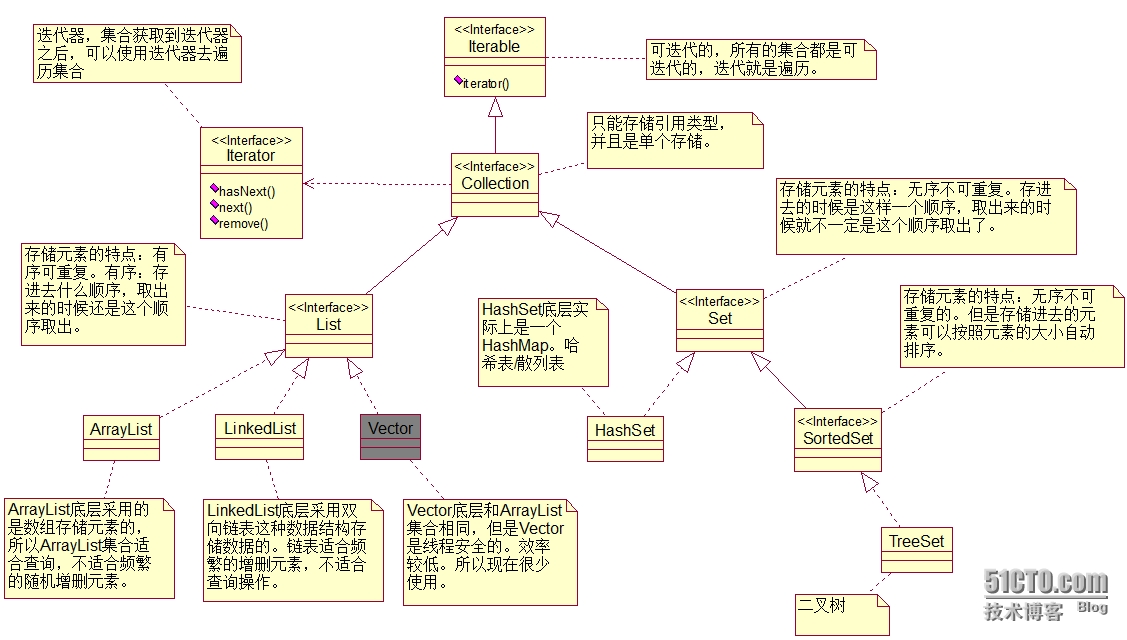 迭代器，集合获取到迭代器
之后，可以使用迭代器去遍
历集合
<<Interface>>
Iterable
iterator()
可迭代的，所有的集合都是可
迭代的，迭代就是遍历。
<<Interface>>
Iterator
hasNext()
next()
remove()
只能存储引用类型，
并且是单个存储。
<<Interface>>
Collection
存储元素的特点：无序不可重复。存进
去的时候是这样一个顺序，取出来的时
候就不一定是这个顺序取出了。
存储元素的特点：有
序可重复。有序：存
进去什么顺序，取出
来的时候还是这个顺
序取出。
<<Interface>>
List
HashSet底层实
际上是一个
HashMap。哈
希表/散列表
<<Interface>>
Set
存储元素的特点：无序不可
重复的。但是存储进去的元
素可以按照元素的大小自动
排序。
ArrayList
LinkedList
Vector
HashSet
<<Interface>>
SortedSet
ArrayList底层采用的
是数组存储元素的，
所以ArrayList集合适
合查询，不适合频繁
的随机增删元素。
LinkedList底层采用双
向链表这种数据结构存
储数据的。链表适合频
繁的增删元素，不适合
查询操作。
Vector底层和ArrayList
集合相同，但是Vector
是线程安全的。效率
较低。所以现在很少
使用。
TreeSet
二叉树
51CTO.com
技术博客 Blog